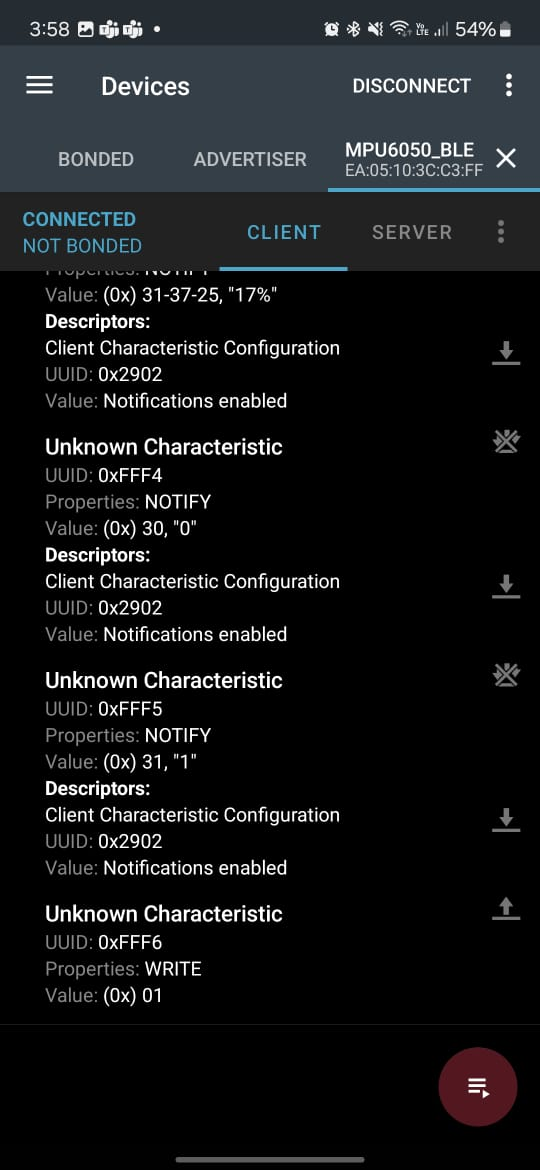 3:58
54%
Devices
DISCONNECT
BONDED
ADVERTISER
MPU6050_BLE
EA:05:10:3C:C3:FF
CONNECTED
NOT BONDED
CLIENT
SERVER
Properties: NOTIFY
Value: (0x) 31-37-25, "17%"
Descriptors:
Client Characteristic Configuration
UUID: 0x2902
Value: Notifications enabled
Unknown Characteristic
UUID: 0xFFF4
Properties: NOTIFY
Value: (0x) 30, "0"
Descriptors:
Client Characteristic Configuration
UUID: 0x2902
Value: Notifications enabled
Unknown Characteristic
UUID: 0xFFF5
Properties: NOTIFY
Value: (0x) 31, "1"
Descriptors:
Client Characteristic Configuration
UUID: 0x2902
Value: Notifications enabled
Unknown Characteristic
UUID: 0xFFF6
Properties: WRITE
Value: (0x) 01